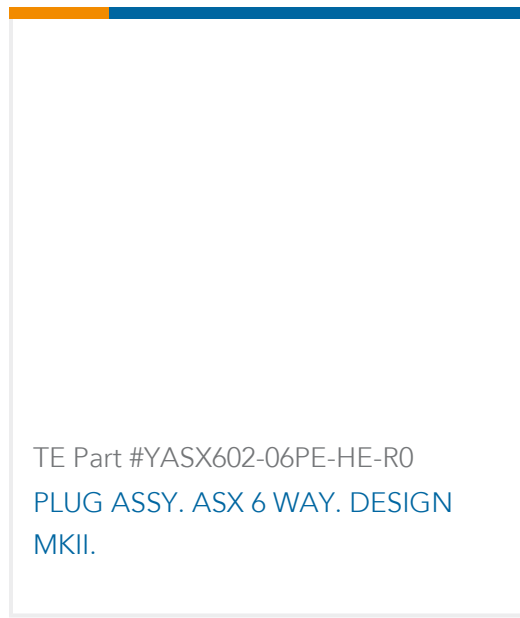 TE Part #YASX602-06PE-HE-R0
PLUG ASSY. ASX 6 WAY. DESIGN
MKII.